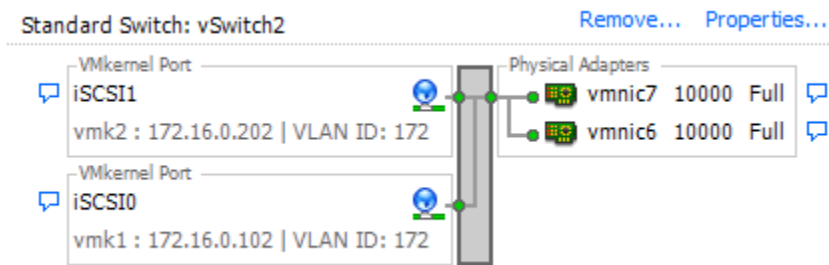 Standard Switch: vSwitch2 Remove... Properties...
VMkernel Port
iSCSI1
vmk2 : 172.16.0.202 | VLAN ID: 172
VMkernel Port
iSCSI0
vmk1 : 172.16.0.102 | VLAN ID: 172
Physical Adapters
vmnic7 10000 Full
vmnic6 10000 Full